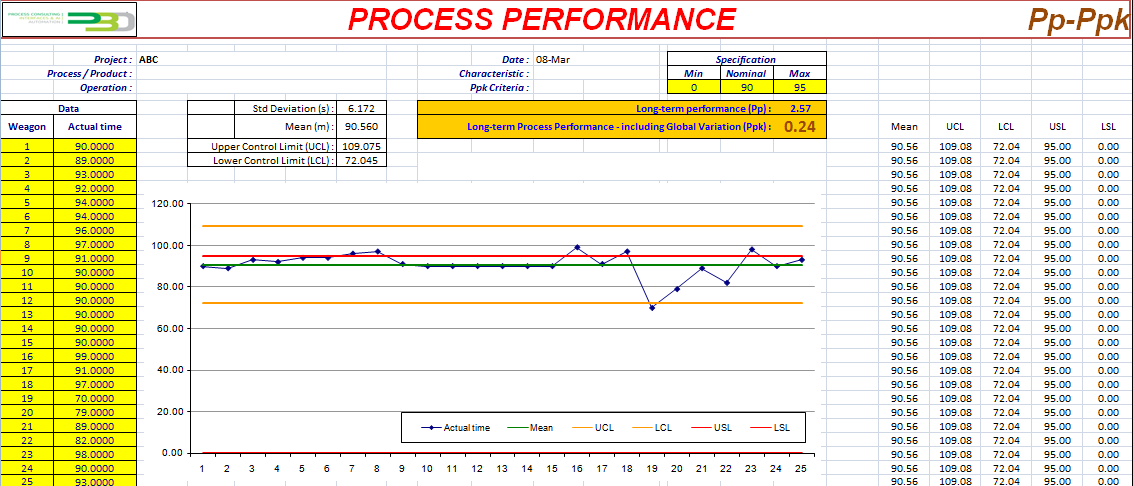 PROCESS CONSULTING |
PROCESS PERFORMANCE
Pp-Ppk
Project : ABC
Date : 08-Mar
Specification
Process / Product :
Characteristic :
Min Nominal Max
Operation :
Ppk Criteria :
0 90 95
Data
Std Deviation (s) : 6.172
Long-term performance (Pp) : 2.57
Weagon Actual time
Mean (m) : 90.560
Long-term Process Performance - including Global Variation (Ppk) : 0.24
Mean UCL LCL USL LSL
Upper Control Limit (UCL) : 109.075
Lower Control Limit (LCL) : 72.045
1 90.0000 90.56 109.08 72.04 95.00 0.00
2 89.0000 90.56 109.08 72.04 95.00 0.00
3 93.0000 90.56 109.08 72.04 95.00 0.00
4 92.0000 90.56 109.08 72.04 95.00 0.00
5 94.0000 90.56 109.08 72.04 95.00 0.00
6 94.0000 90.56 109.08 72.04 95.00 0.00
7 96.0000 90.56 109.08 72.04 95.00 0.00
8 97.0000 90.56 109.08 72.04 95.00 0.00
9 91.0000 90.56 109.08 72.04 95.00 0.00
10 90.0000 90.56 109.08 72.04 95.00 0.00
11 90.0000 90.56 109.08 72.04 95.00 0.00
12 90.0000 90.56 109.08 72.04 95.00 0.00
13 90.0000 90.56 109.08 72.04 95.00 0.00
14 90.0000 90.56 109.08 72.04 95.00 0.00
15 90.0000 90.56 109.08 72.04 95.00 0.00
16 99.0000 90.56 109.08 72.04 95.00 0.00
17 91.0000 90.56 109.08 72.04 95.00 0.00
18 97.0000 90.56 109.08 72.04 95.00 0.00
19 70.0000 90.56 109.08 72.04 95.00 0.00
20 79.0000 90.56 109.08 72.04 95.00 0.00
21 89.0000 90.56 109.08 72.04 95.00 0.00
22 82.0000 90.56 109.08 72.04 95.00 0.00
23 98.0000 90.56 109.08 72.04 95.00 0.00
24 90.0000 90.56 109.08 72.04 95.00 0.00
25 93.0000 90.56 109.08 72.04 95.00 0.00
120.00
100.00
80.00
60.00
40.00
20.00
0.00
Actual time Mean UCL LCL USL LSL
1 2 3 4 5 6 7 8 9 10 11 12 13 14 15 16 17 18 19 20 21 22 23 24 25